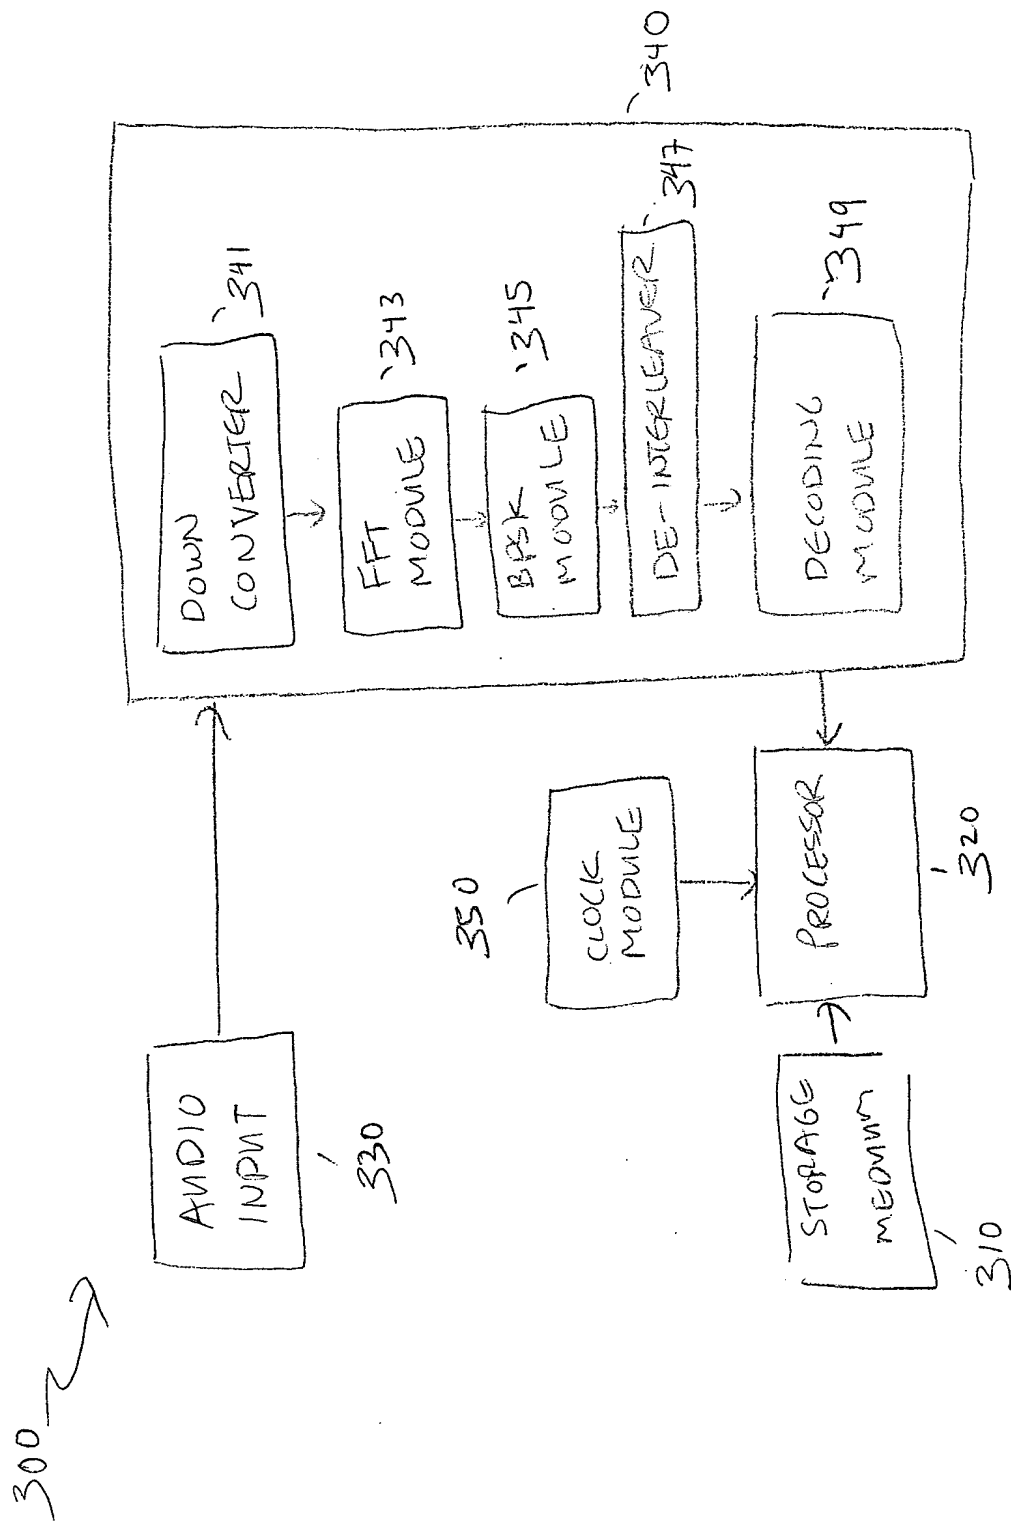 300
AUDIO
INPUT
330
DOWN
CONVERTER
341
FFT
MODULE
343
BPSK
MODULE
345
DE-INTERLEAVER
347
DECODING
MODULE
349
340
350
CLOCK
MODULE
STORAGE
MEDIUM
310
PROCESSOR
320